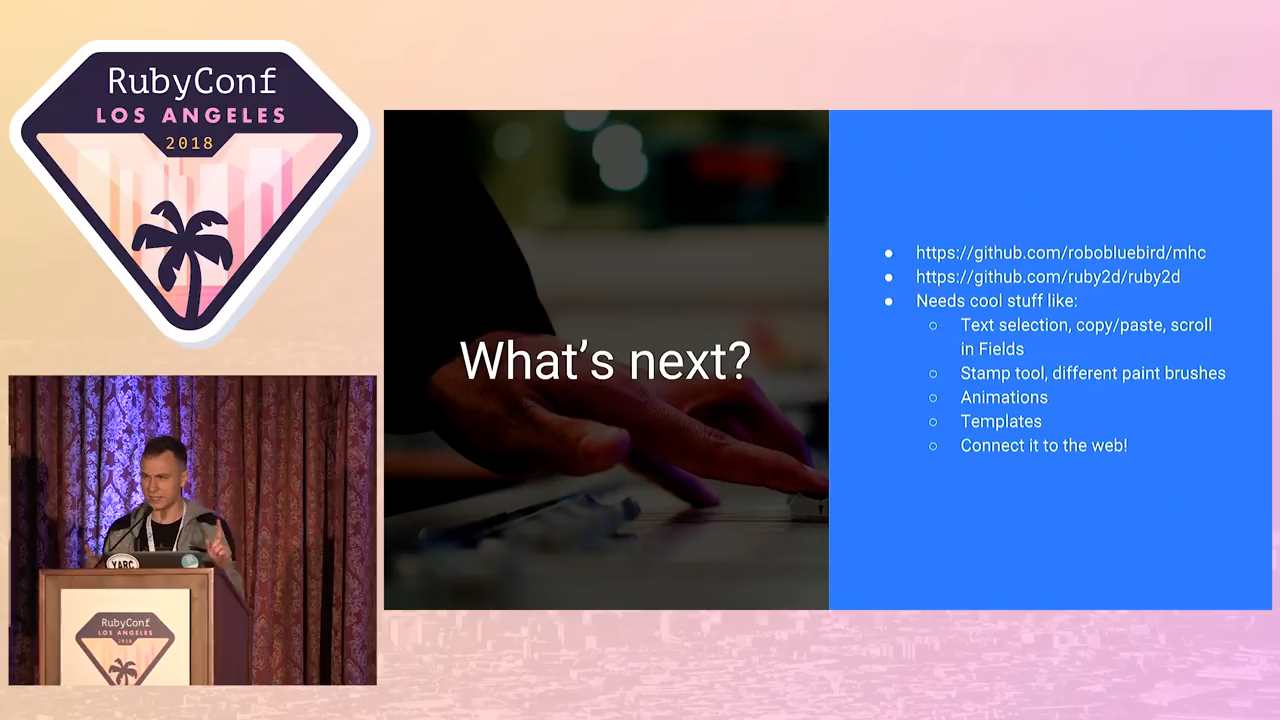 RubyConf
LOS ANGELES
2018
What's next?
● https://github.com/robobluebird/mhc
● https://github.com/ruby2d/ruby2d
● Needs cool stuff like:
○ Text selection, copy/paste, scroll
in Fields
○ Stamp tool, different paint brushes
○ Animations
○ Templates
○ Connect it to the web!
XABC
RubyConf
LOS ANGELES
2018